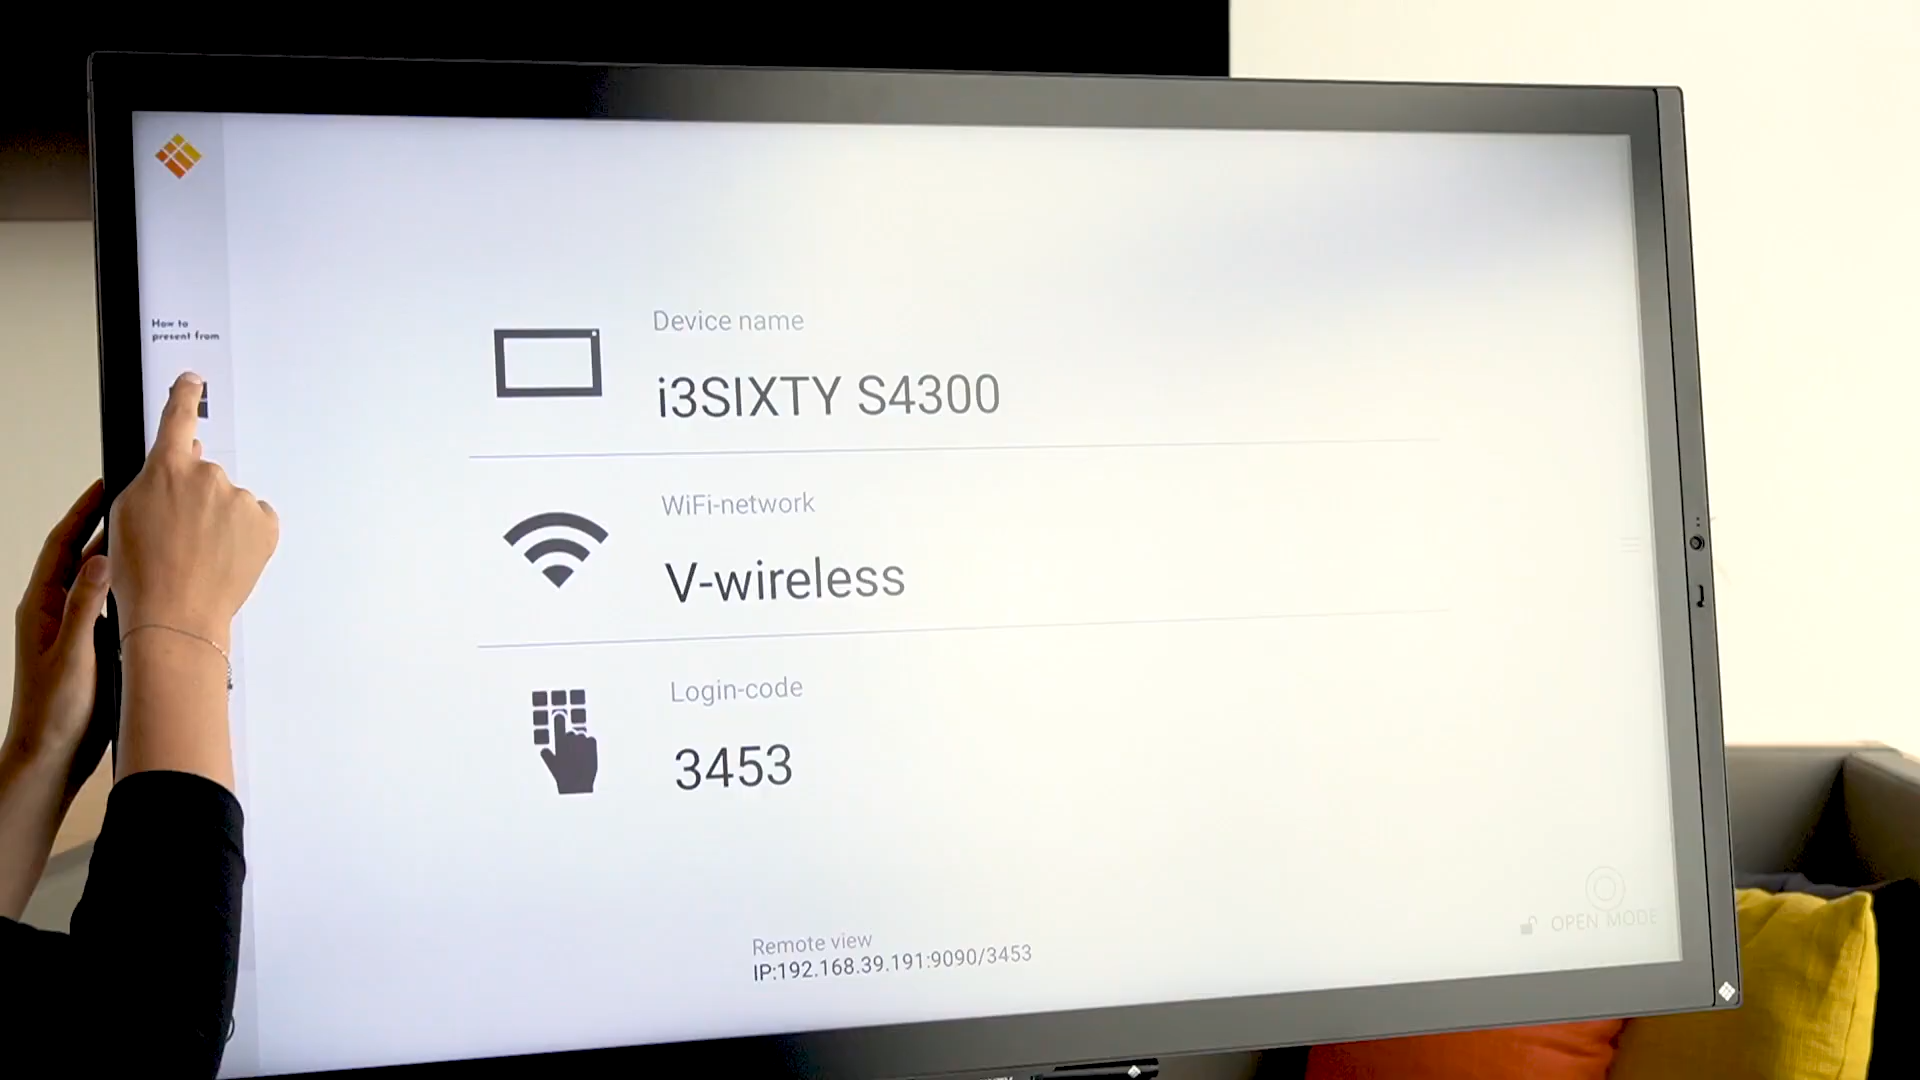 How to
present from
Device name
i3SIXTY S4300
WiFi-network
V-wireless
Login-code
3453
Remote view
IP:192.168.39.191:9090/3453
OPEN MODE